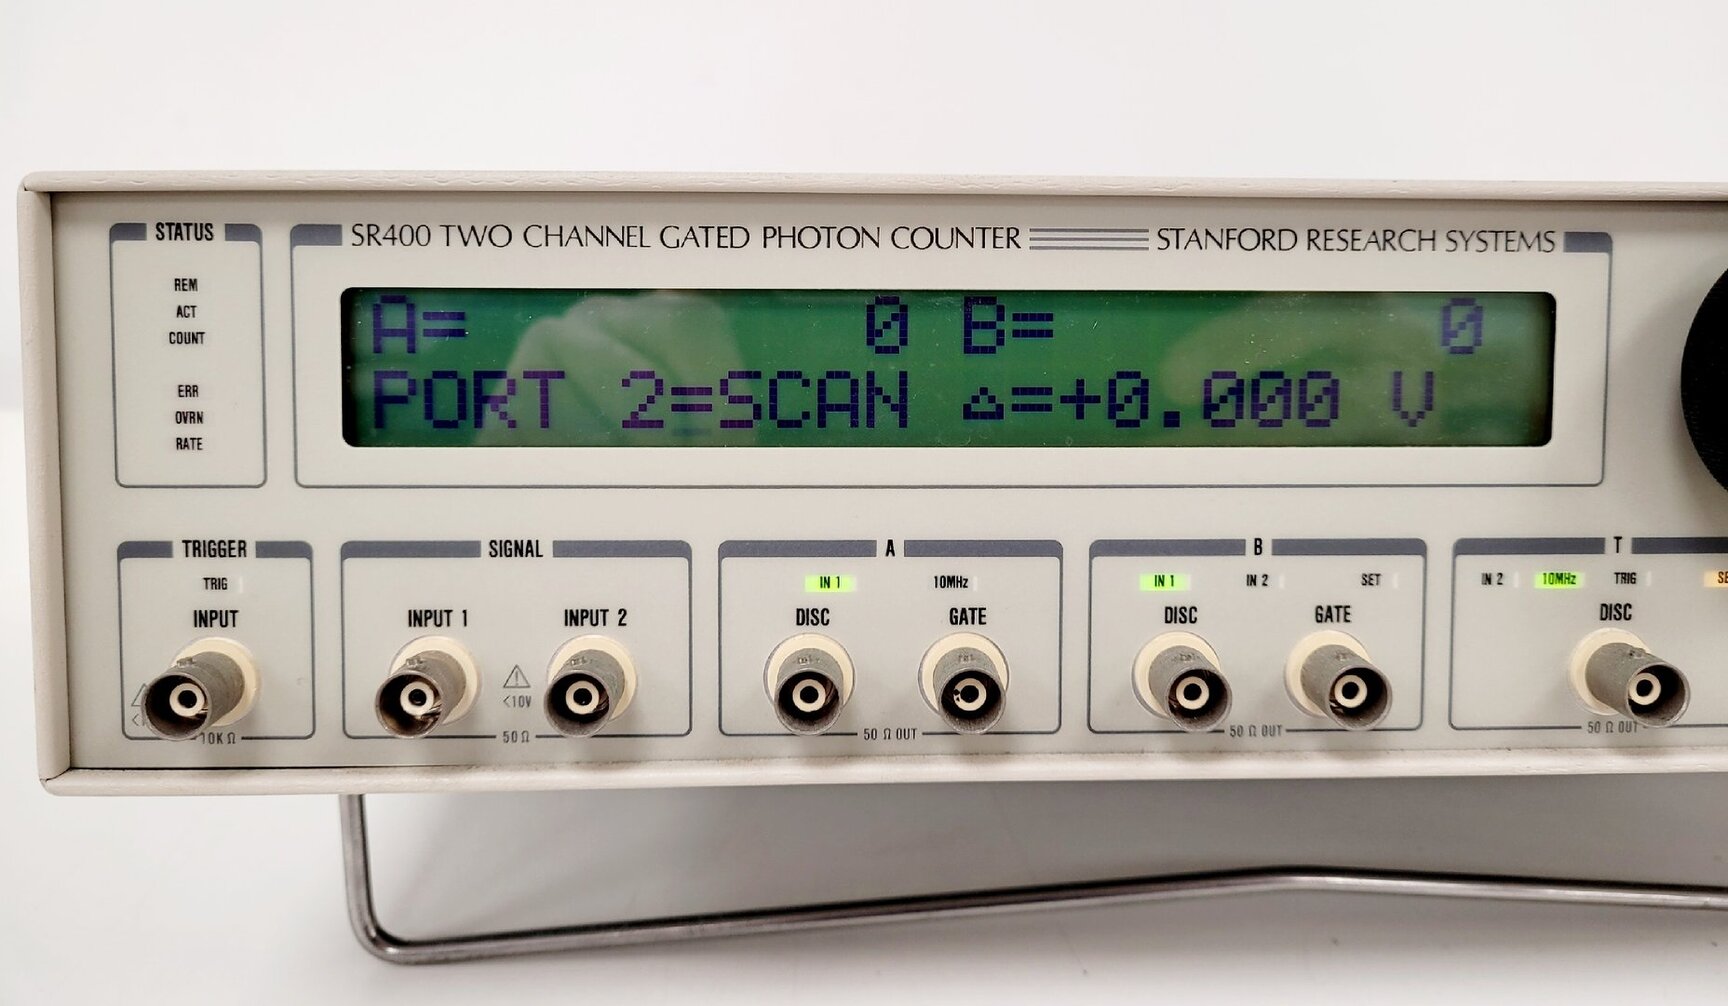 STATUS
REM
ACT
COUNT
ERR
OVRN
RATE
SR400 TWO CHANNEL GATED PHOTON COUNTER STANFORD RESEARCH SYSTEMS
A= 0 B= 0
PORT 2=SCAN △=+0.000 V
TRIGGER
TRIG
INPUT
10KΩ
SIGNAL
INPUT 1 INPUT 2
<10V
50Ω
A
IN 1 10MHz
DISC GATE
50 Ω OUT
B
IN 1 IN 2 SET
DISC GATE
50 Ω OUT
T
IN 2 10MHz TRIG
DISC
50 Ω OUT